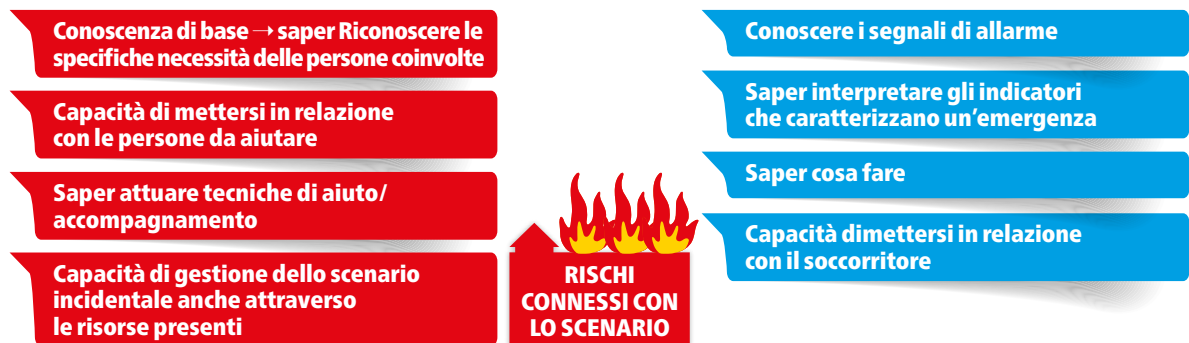 Conoscenza di base → saper Riconoscere le
specifiche necessità delle persone coinvolte
Capacità di mettersi in relazione
con le persone da aiutare
Saper attuare tecniche di aiuto/
accompagnamento
Capacità di gestione dello scenario
incidentale anche attraverso
le risorse presenti
RISCHI
CONNESSI CON
LO SCENARIO
Conoscere i segnali di allarme
Saper interpretare gli indicatori
che caratterizzano un'emergenza
Saper cosa fare
Capacità dimettersi in relazione
con il soccorritore